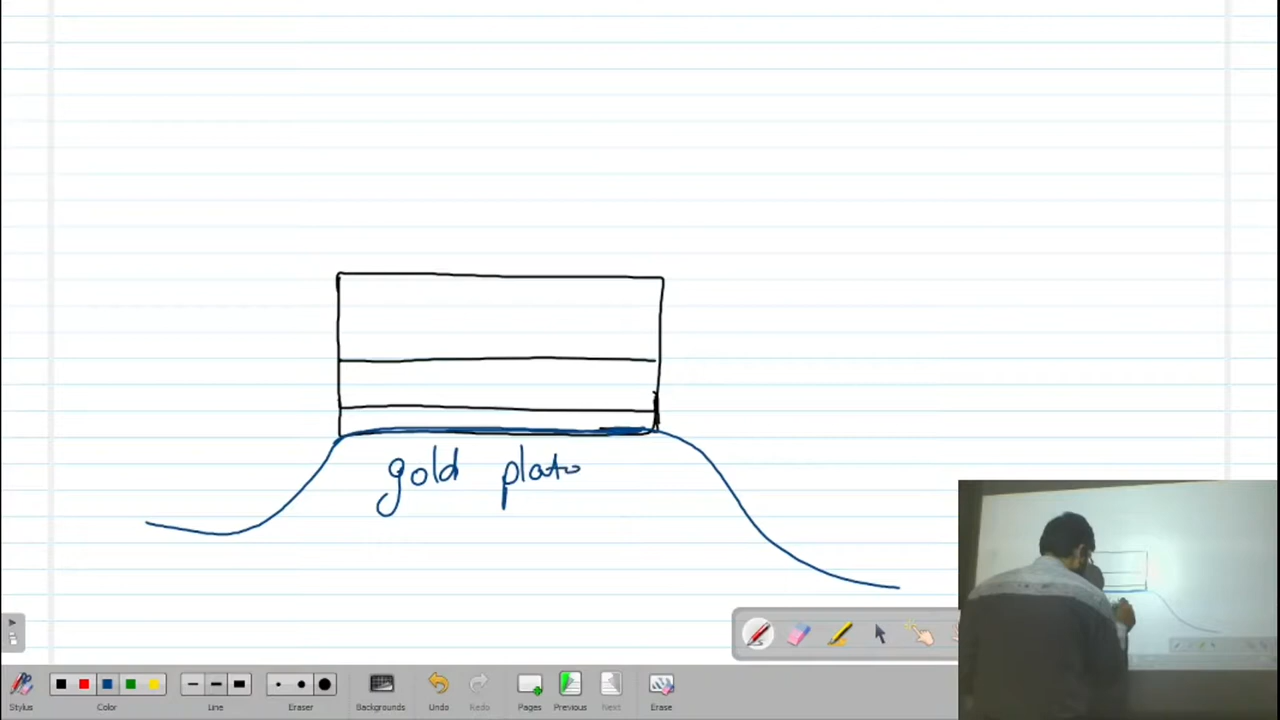 gold plate
Stylus
Color
Line
Eraser
Backgrounds
Undo
Redo
Pages
Previous
Next
Erase